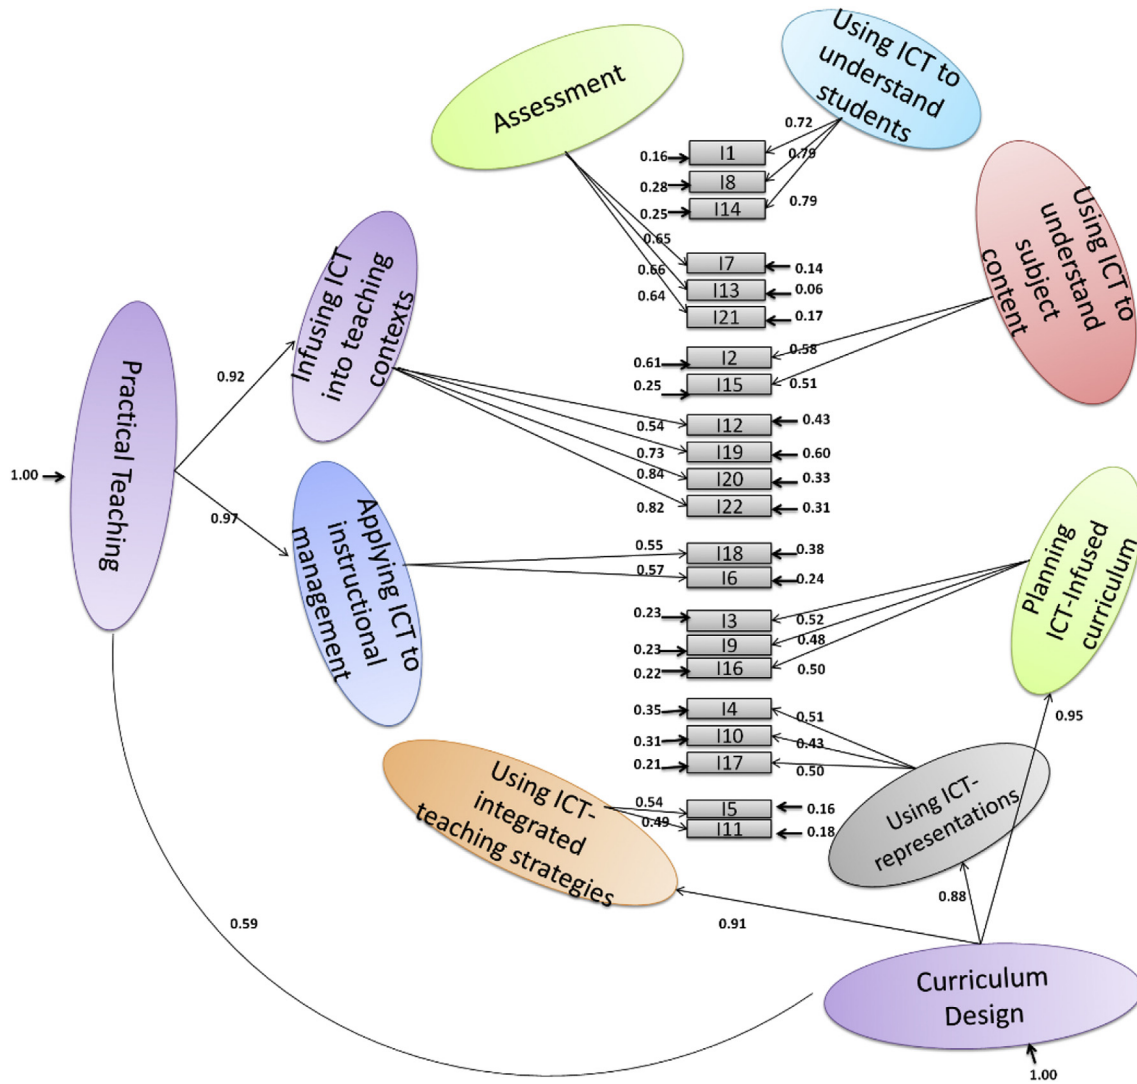 Assessment
Using ICT to
understand
students
0.72
0.16
I1
0.79
0.28
I8
0.25
I14
0.79
Using ICT to
understand
subject
content
0.65
I7
0.14
0.66
I13
0.06
0.64
I21
0.17
Infusing ICT
into teaching
contexts
0.61
I2
0.58
0.25
I15
0.51
Practical Teaching
1.00
0.92
0.97
0.54
I12
0.43
0.73
I19
0.60
0.84
I20
0.33
0.82
I22
0.31
Applying ICT to
instructional
management
0.55
I18
0.38
0.57
I6
0.24
Planning
ICT-Infused
curriculum
0.23
I3
0.52
0.23
I9
0.48
0.22
I16
0.50
0.35
I4
0.51
0.31
I10
0.43
0.21
I17
0.50
0.95
Using ICT-
integrated
teaching strategies
0.54
I5
0.16
0.49
I11
0.18
Using ICT-
representations
0.88
0.91
0.59
Curriculum
Design
1.00